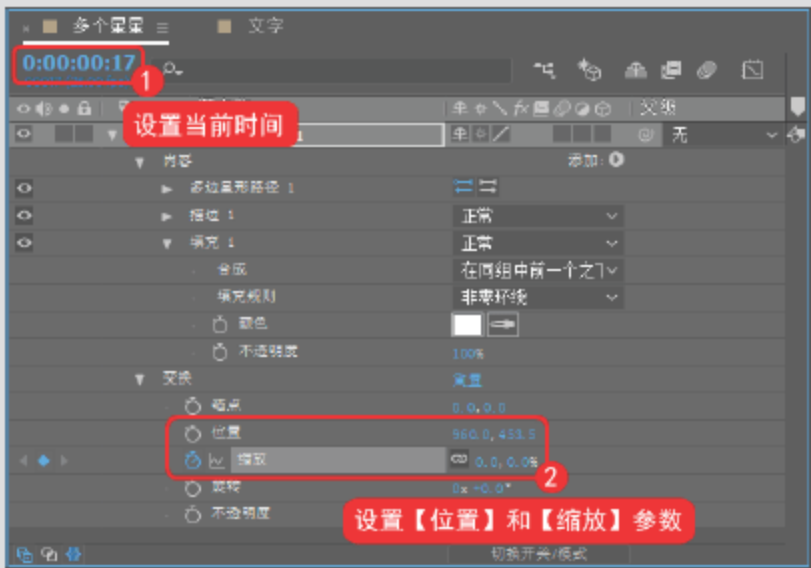 多个星星 文字
0:00:00:17
1
父级
设置当前时间
1 无
内容 添加:
多边星形路径 1
描边 1 正常
填充 1 正常
合成 在同组中前一个之下
填充规则 非零环绕
颜色
不透明度 100%
变换 重置
锚点 0.0, 0.0
位置 960.0, 453.5
缩放 0.0, 0.0%
2
旋转 0x +0.0°
不透明度
设置【位置】和【缩放】参数
切换开关/模式